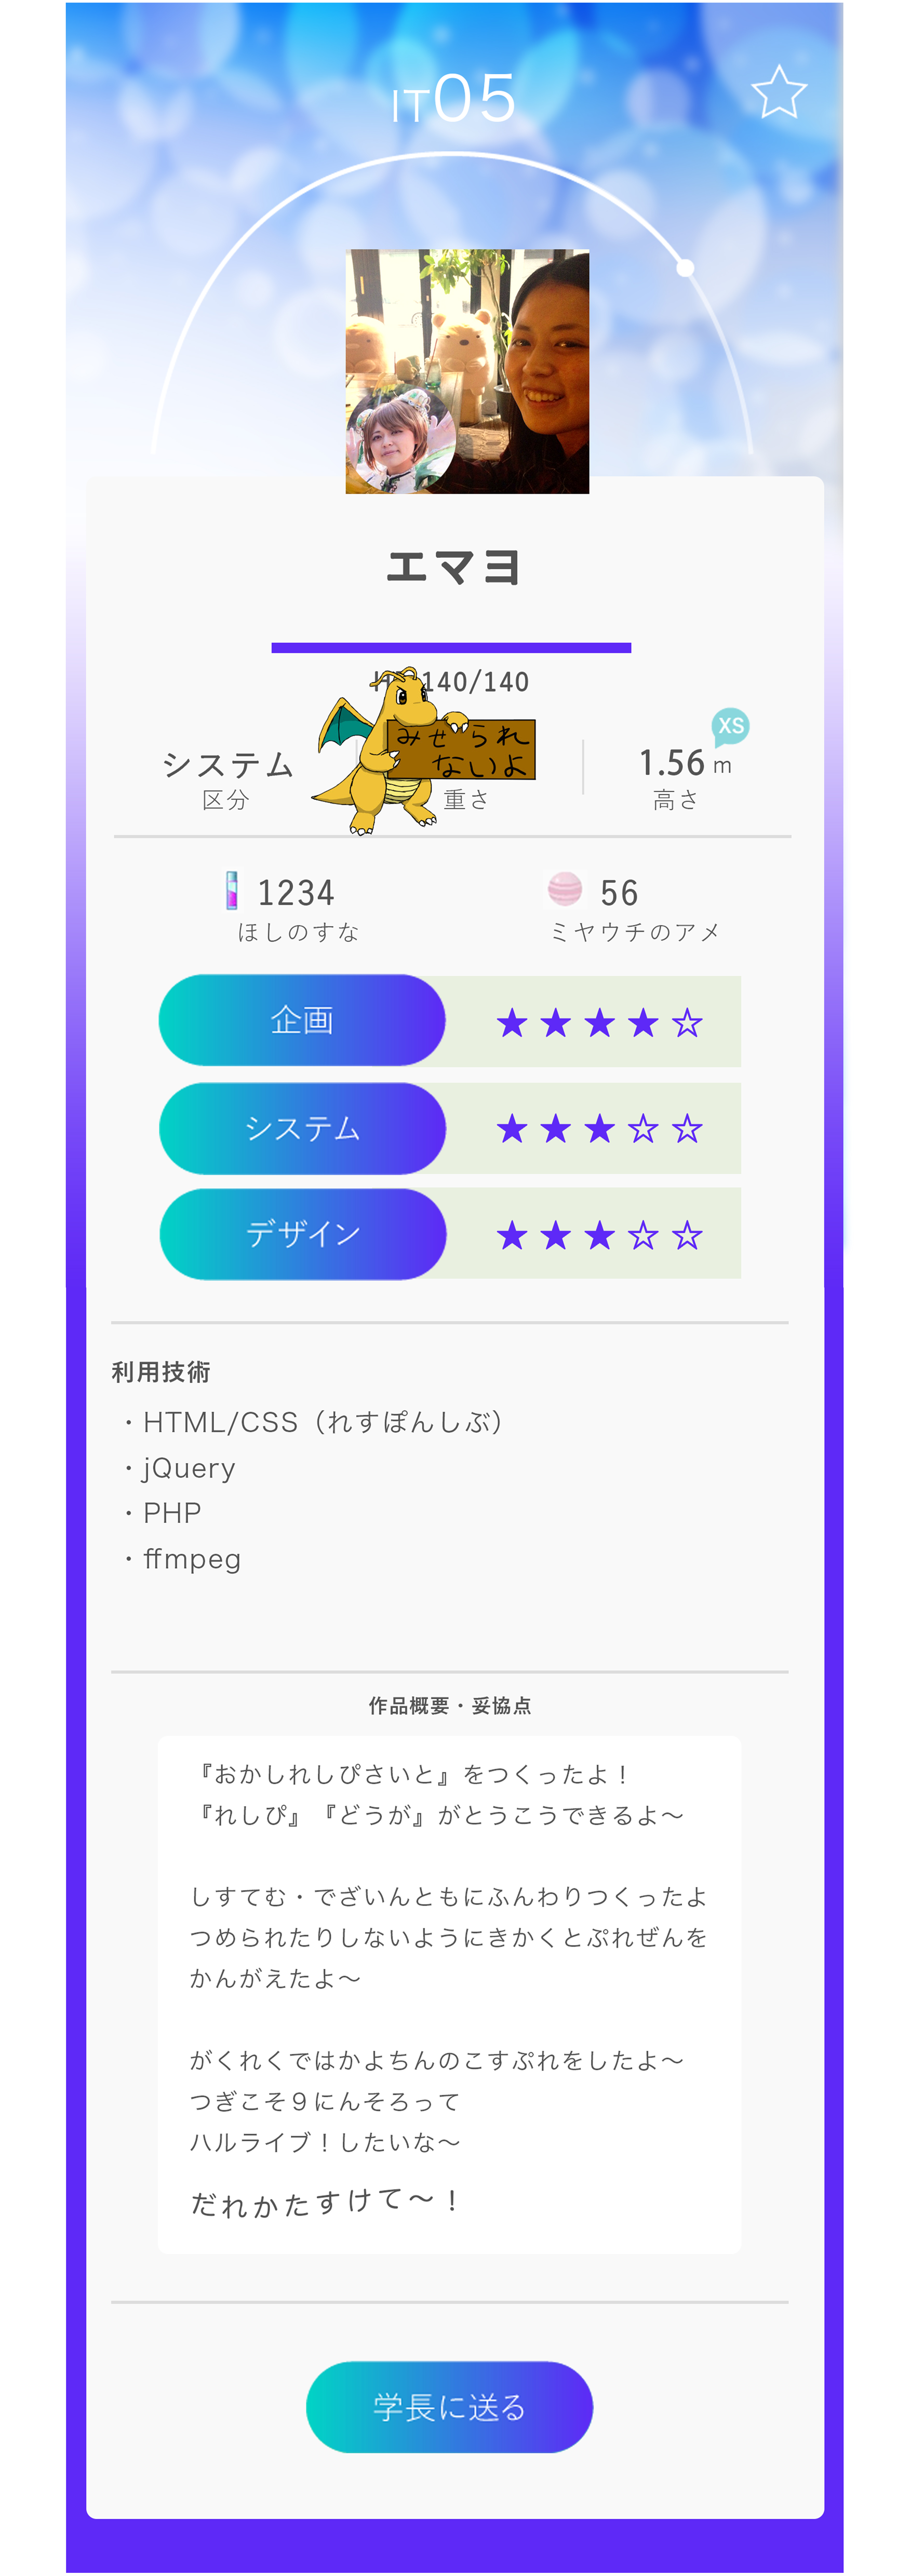 IT05
エマヨ
140/140
みせられ
ないよ
XS
システム
1.56 m
区分
重さ
高さ
1234
56
ほしのすな
ミヤウチのアメ
企画 ★★★★☆
システム ★★★☆☆
デザイン ★★★☆☆
利用技術
・HTML/CSS（れすぽんしぶ）
・jQuery
・PHP
・ffmpeg
作品概要・妥協点
『おかしれしぴさいと』をつくったよ！
『れしぴ』『どうが』がとうこうできるよ〜
しすてむ・でざいんともにふんわりつくったよ
つめられたりしないようにきかくとぷれぜんを
かんがえたよ〜
がくれくではかよちんのこすぷれをしたよ〜
つぎこそ９にんそろって
ハルライブ！したいな〜
だれかたすけて〜！
学長に送る